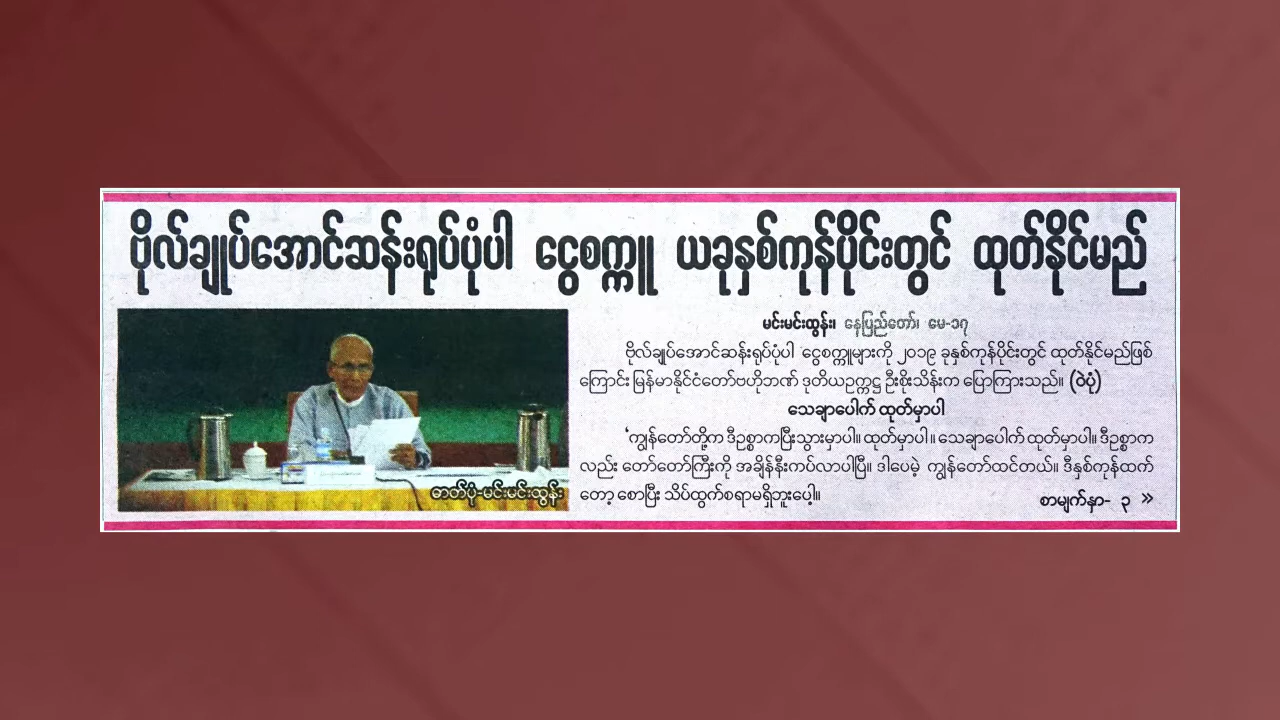 ဗိုလ်ချုပ်အောင်ဆန်းရုပ်ပုံပါ ငွေစက္ကူ ယခုနှစ်ကုန်ပိုင်းတွင် ထုတ်နိုင်မည်
မင်းမင်းထွန်း၊ နေပြည်တော်၊ မေ-၁၇
ဗိုလ်ချုပ်အောင်ဆန်းရုပ်ပုံပါ ငွေစက္ကူများကို ၂၀၁၉ ခုနှစ်ကုန်ပိုင်းတွင် ထုတ်နိုင်မည်ဖြစ်
ကြောင်း မြန်မာနိုင်ငံတော်ဗဟိုဘဏ် ဒုတိယဥက္ကဋ္ဌ ဦးစိုးသိန်းက ပြောကြားသည်။ (ဝဲပုံ)
သေချာပေါက် ထုတ်မှာပါ
‘ကျွန်တော်တို့က ဒီဥစ္စာကပြီးသွားမှာပါ။ ထုတ်မှာပါ။ သေချာပေါက် ထုတ်မှာပါ။ ဒီဥစ္စာက
လည်း တော်တော်ကြီးကို အချိန်နီးကပ်လာပါပြီ။ ဒါပေမဲ့ ကျွန်တော်ထင်တယ်။ ဒီနှစ်ကုန်ထက်
တော့ စောပြီး သိပ်ထွက်စရာမရှိဘူးပေါ့။
စာမျက်နှာ- ၃ »
ဓာတ်ပုံ-မင်းမင်းထွန်း